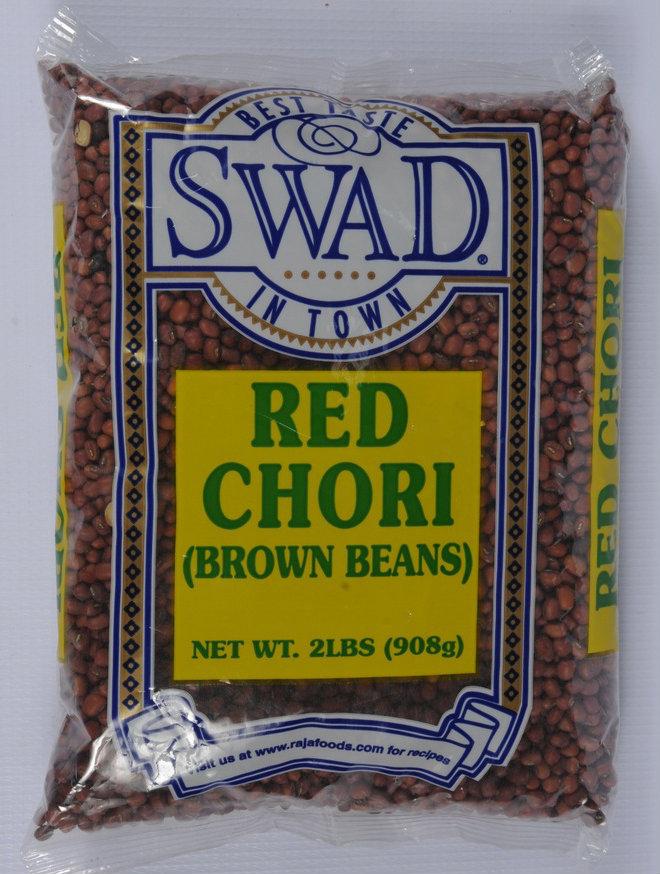 BEST TASTE
SWAD®
IN TOWN
RED
CHORI
(BROWN BEANS)
NET WT. 2LBS (908g)
Visit us at www.rajafoods.com for recipes
RED CHORI